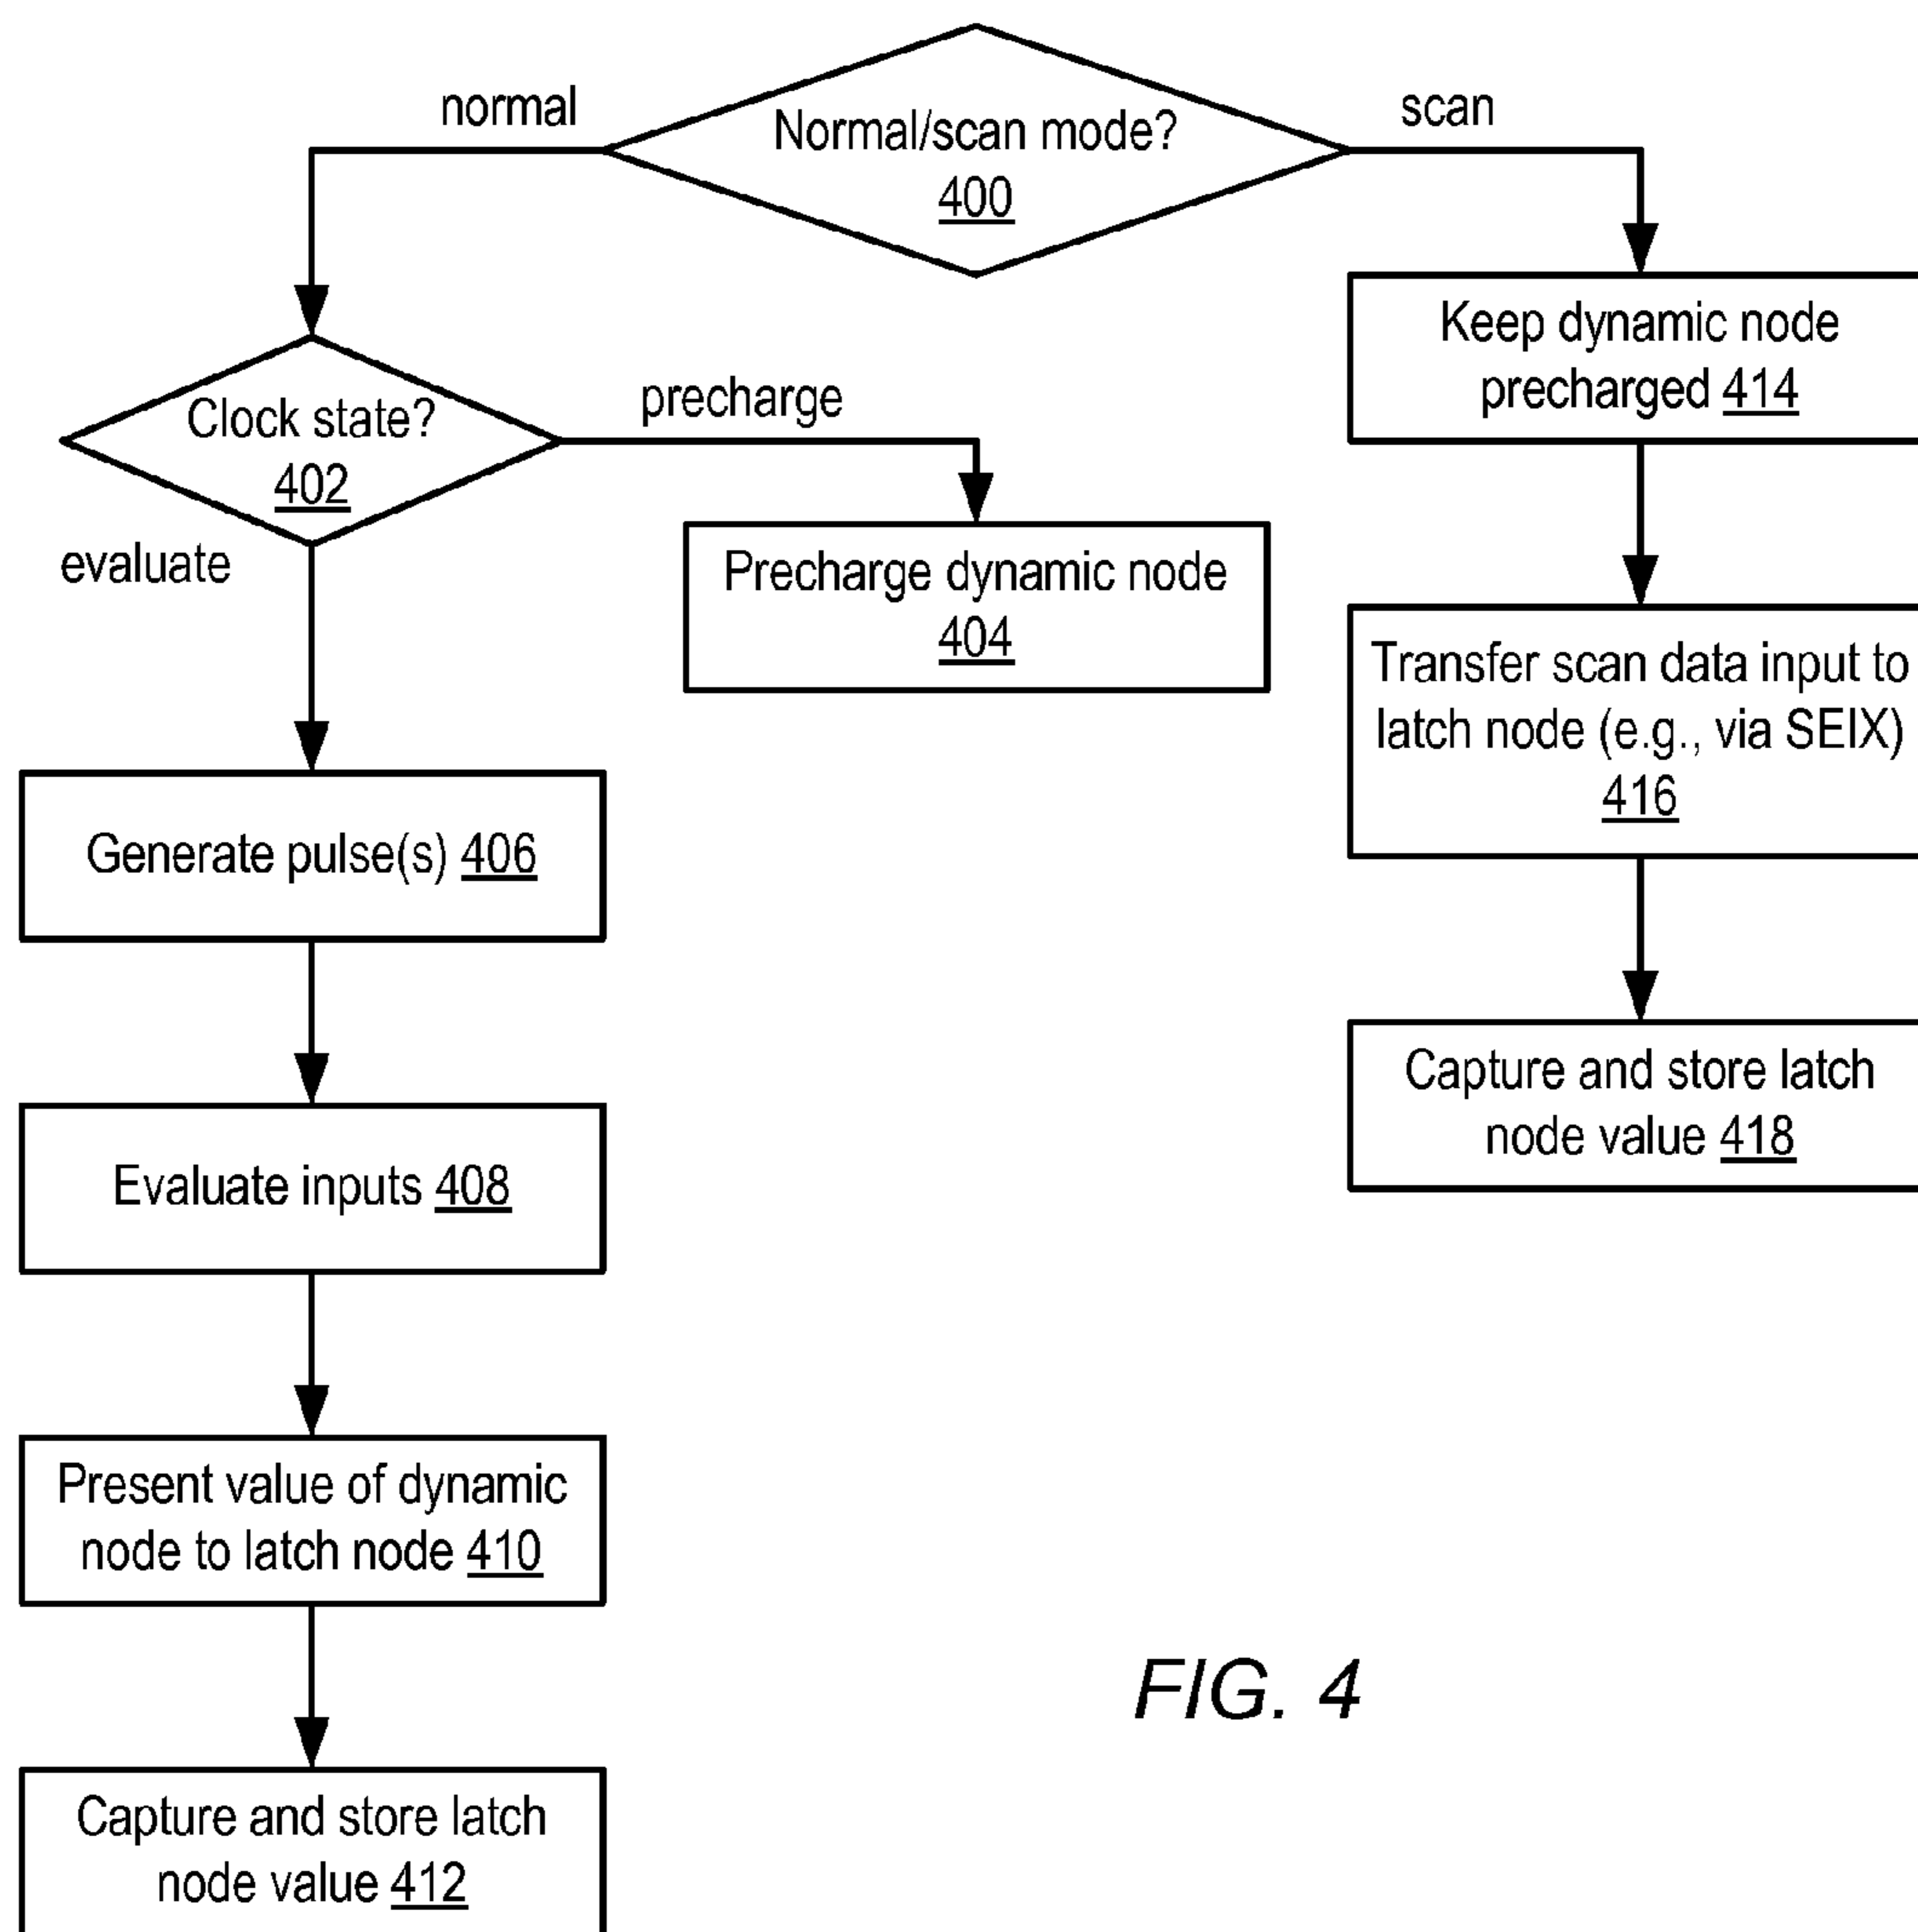 normal
Normal/scan mode?
400
scan
Clock state?
402
precharge
evaluate
Keep dynamic node
precharged 414
Precharge dynamic node
404
Transfer scan data input to
latch node (e.g., via SEIX)
416
Generate pulse(s) 406
Capture and store latch
node value 418
Evaluate inputs 408
Present value of dynamic
node to latch node 410
Capture and store latch
node value 412
FIG. 4